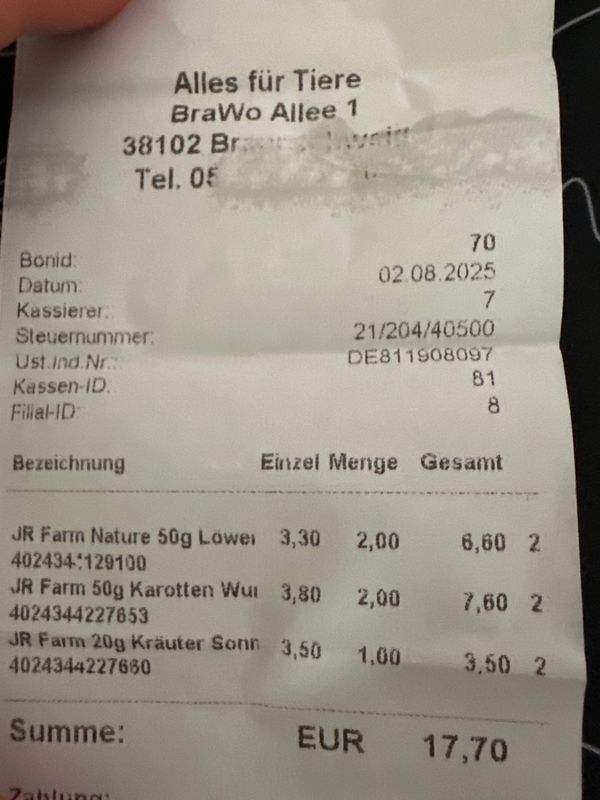 Alles für Tiere
BraWo Allee 1
38102
Tel. 05
Bonid: 70
Datum: 02.08.2025
Kassierer: 7
Steuernummer: 21/204/40500
Ust.Ind.Nr.: DE811908097
Kassen-ID: 81
Filial-ID: 8
Bezeichnung Einzel Menge Gesamt
JR Farm Nature 50g Löwe 3,30 2,00 6,60 2
JR Farm 50g Karotten Wu 3,80 2,00 7,60 2
4024344227653
JR Farm 20g Kräuter Sonn 3,50 1,00 3,50 2
4024344227660
Summe: EUR 17,70
Zahlung: